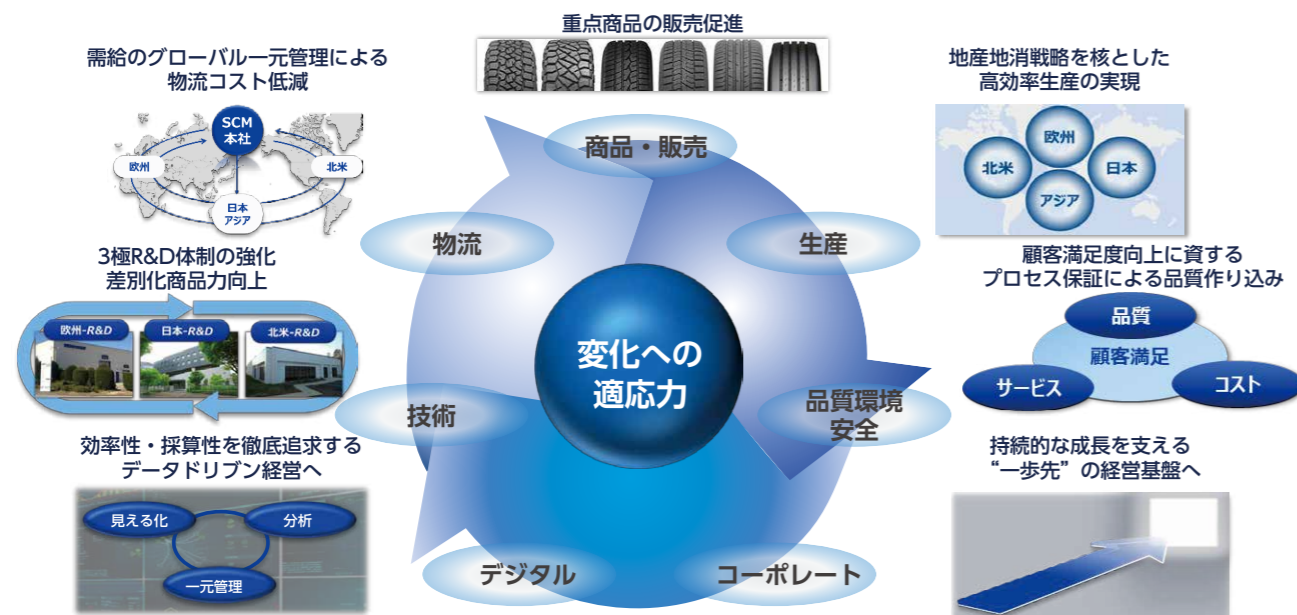 重点商品の販売促進
需給のグローバル一元管理による
物流コスト低減
SCM
本社
欧州
北米
日本
アジア
地産地消戦略を核とした
高効率生産の実現
欧州
北米
日本
アジア
商品・販売
物流
生産
3極R&D体制の強化
差別化商品力向上
欧州-R&D
日本-R&D
北米-R&D
顧客満足度向上に資する
プロセス保証による品質作り込み
品質
顧客満足
サービス
コスト
変化への
適応力
技術
品質環境
安全
効率性・採算性を徹底追求する
データドリブン経営へ
見える化
分析
一元管理
持続的な成長を支える
“一歩先”の経営基盤へ
デジタル
コーポレート